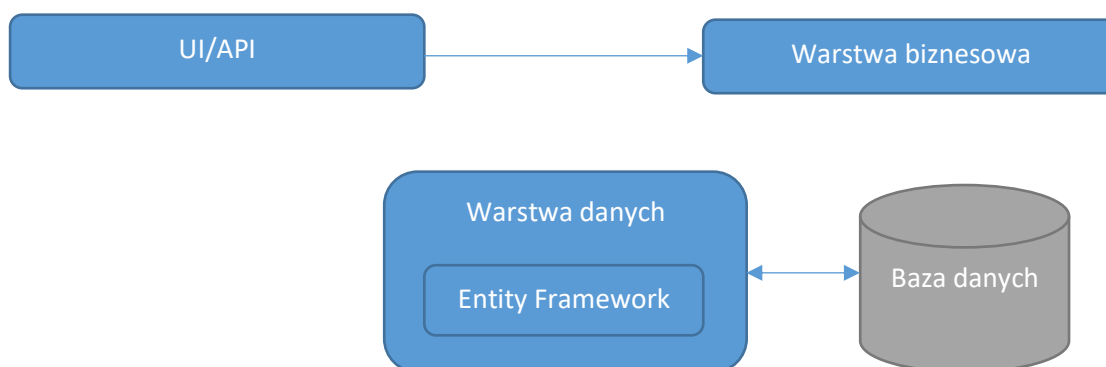 UI/API
Warstwa biznesowa
Warstwa danych
Entity Framework
Baza danych